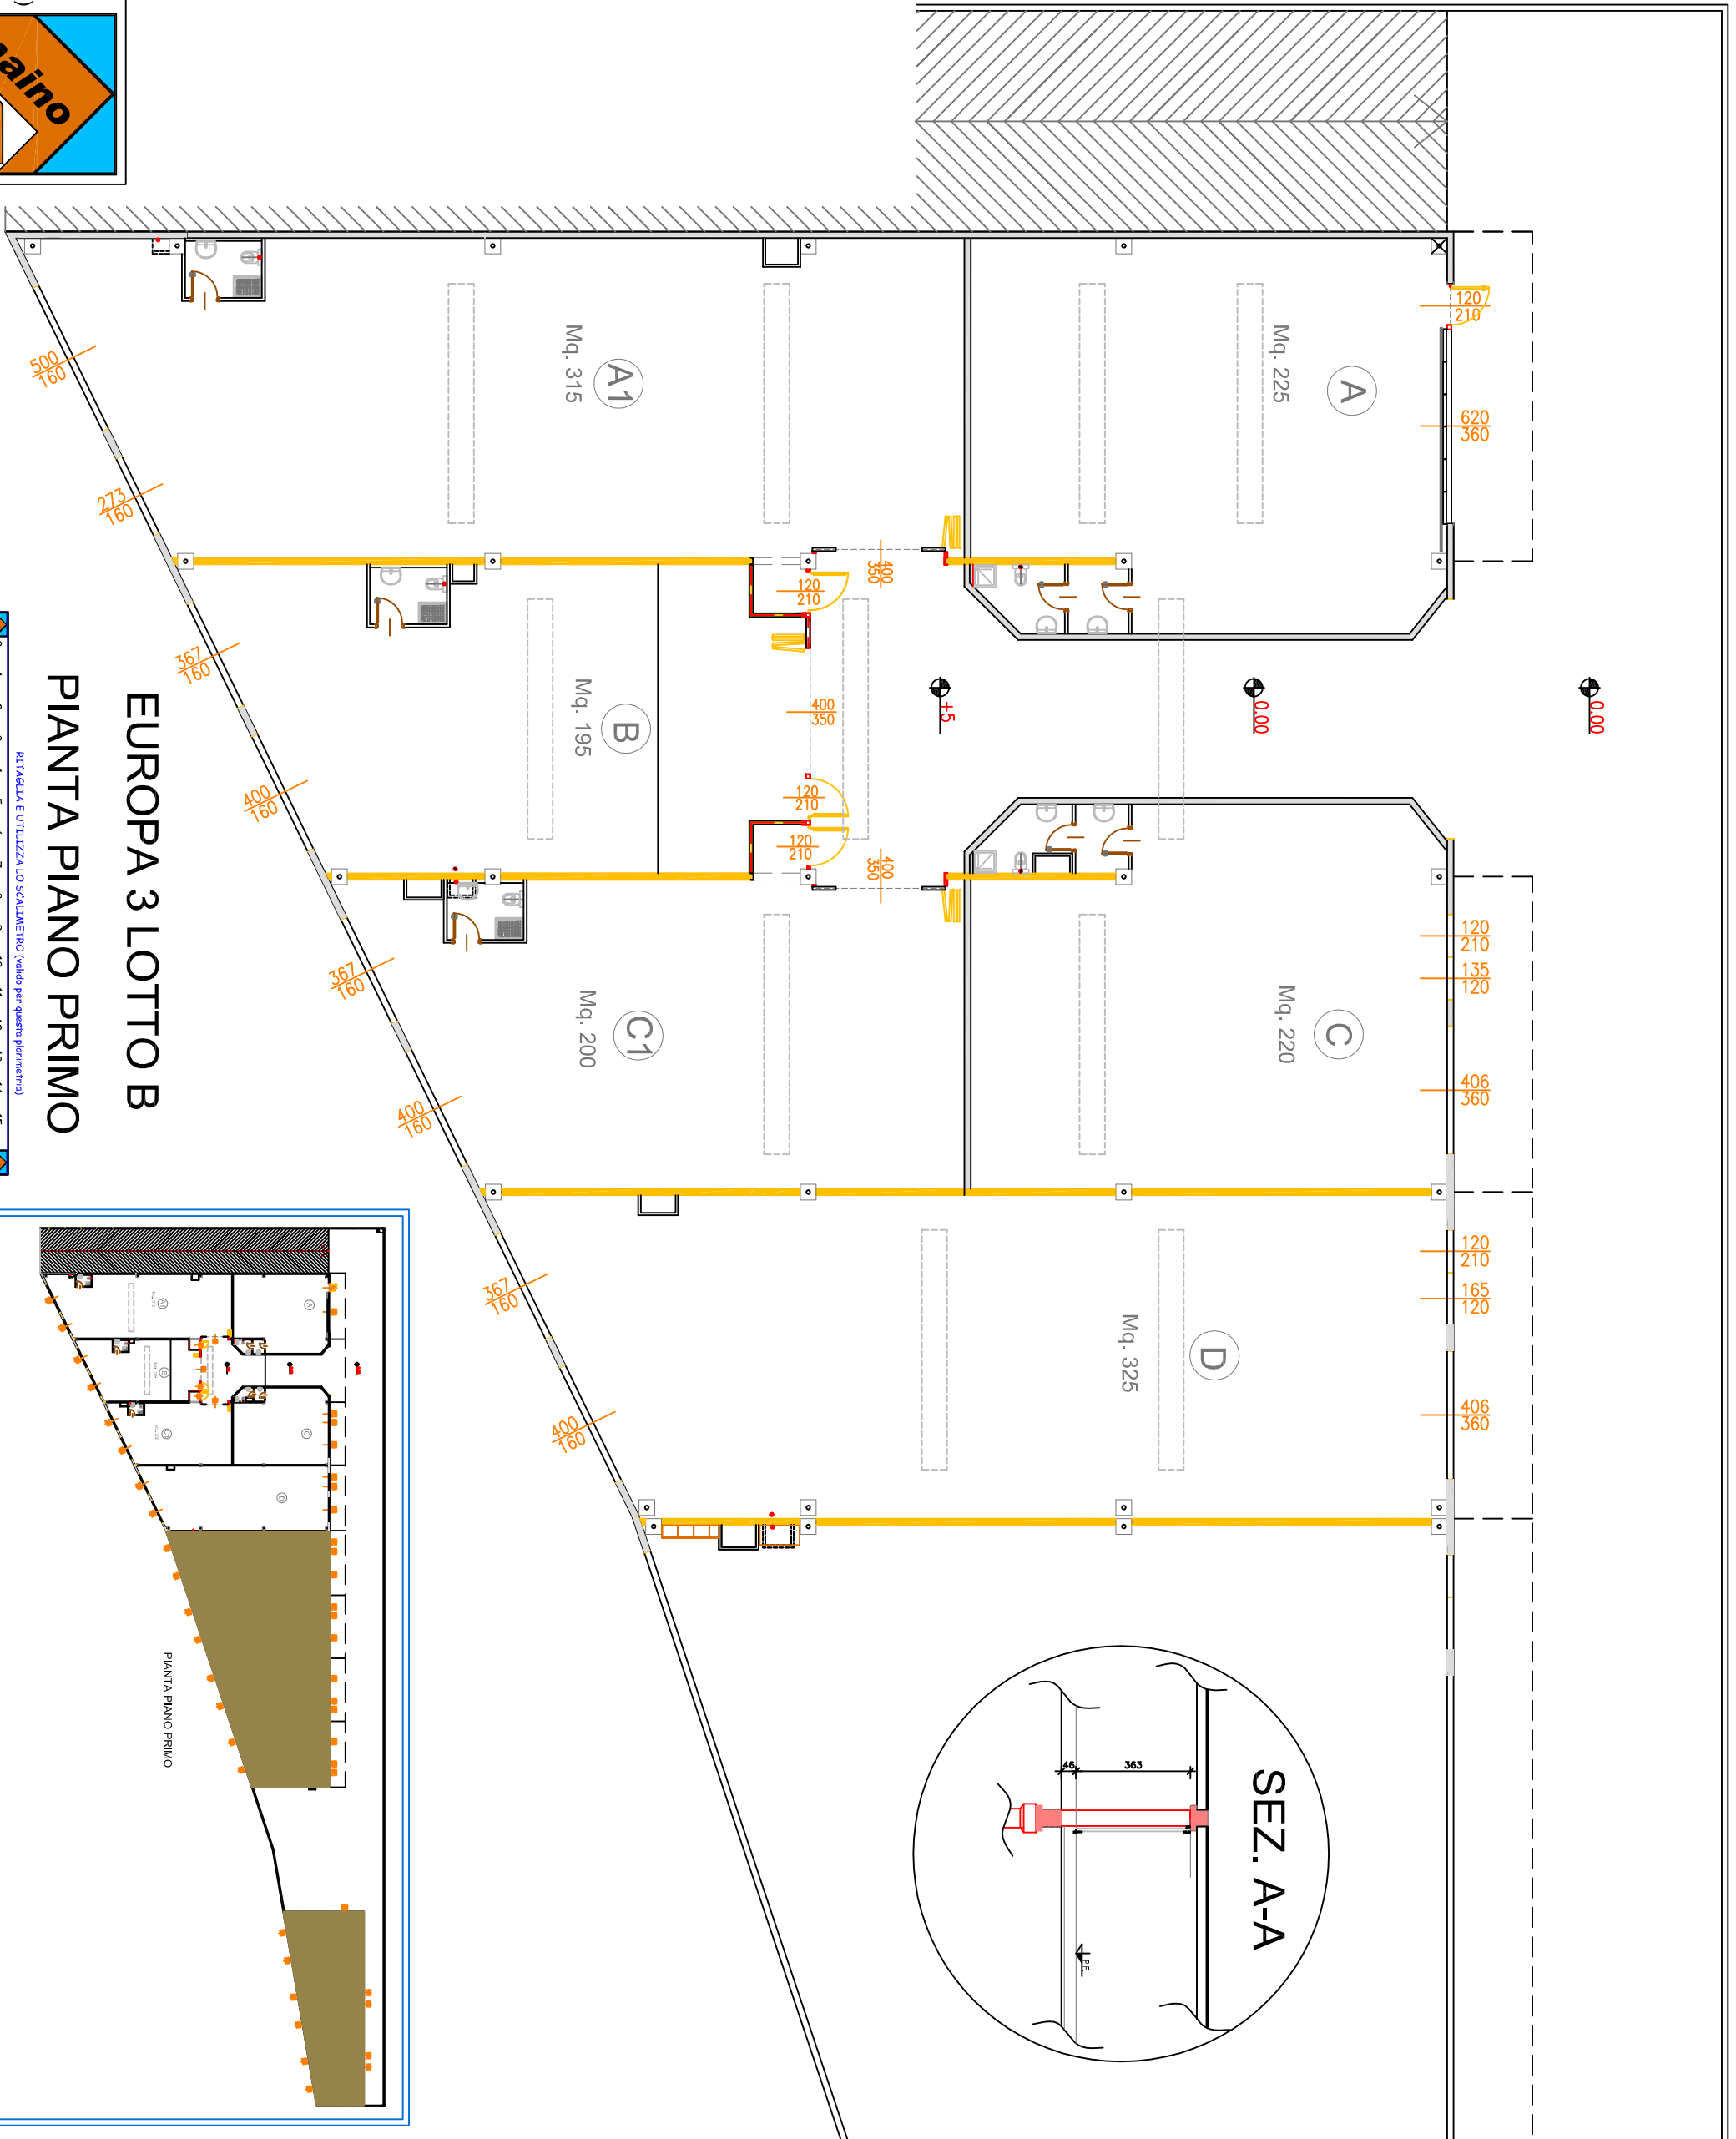 SEZ. A-A
363
46
P.F.
0.00
0.00
+5
A
Mq. 225
A1
Mq. 315
B
Mq. 195
C
Mq. 220
C1
Mq. 200
D
Mq. 325
120
210
620
360
120
210
135
120
406
360
120
210
165
120
406
360
400
350
120
210
400
350
120
210
120
210
400
350
500
160
273
160
367
160
400
160
367
160
400
160
367
160
400
160
EUROPA 3 LOTTO B
PIANTA PIANO PRIMO
RITAGLIA E UTILIZZA LO SCALIMETRO (valido per questa planimetria)
PIANTA PIANO PRIMO
A
A1
B
C
C1
D